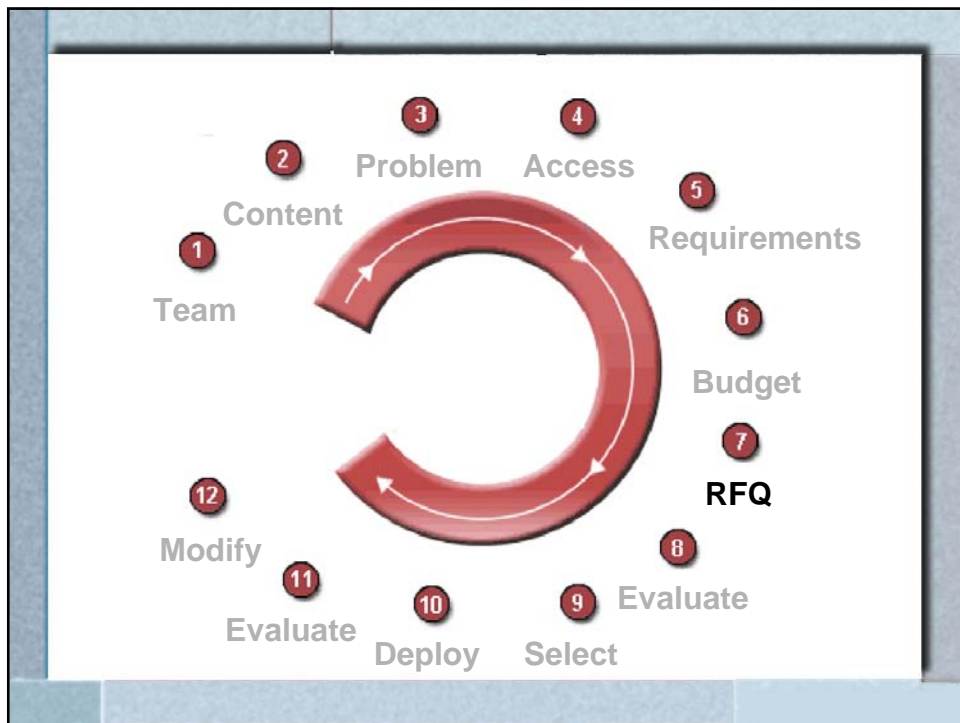 1
Team
2
Content
3
Problem
4
Access
5
Requirements
6
Budget
7
RFQ
8
Evaluate
9
Select
10
Deploy
11
Evaluate
12
Modify